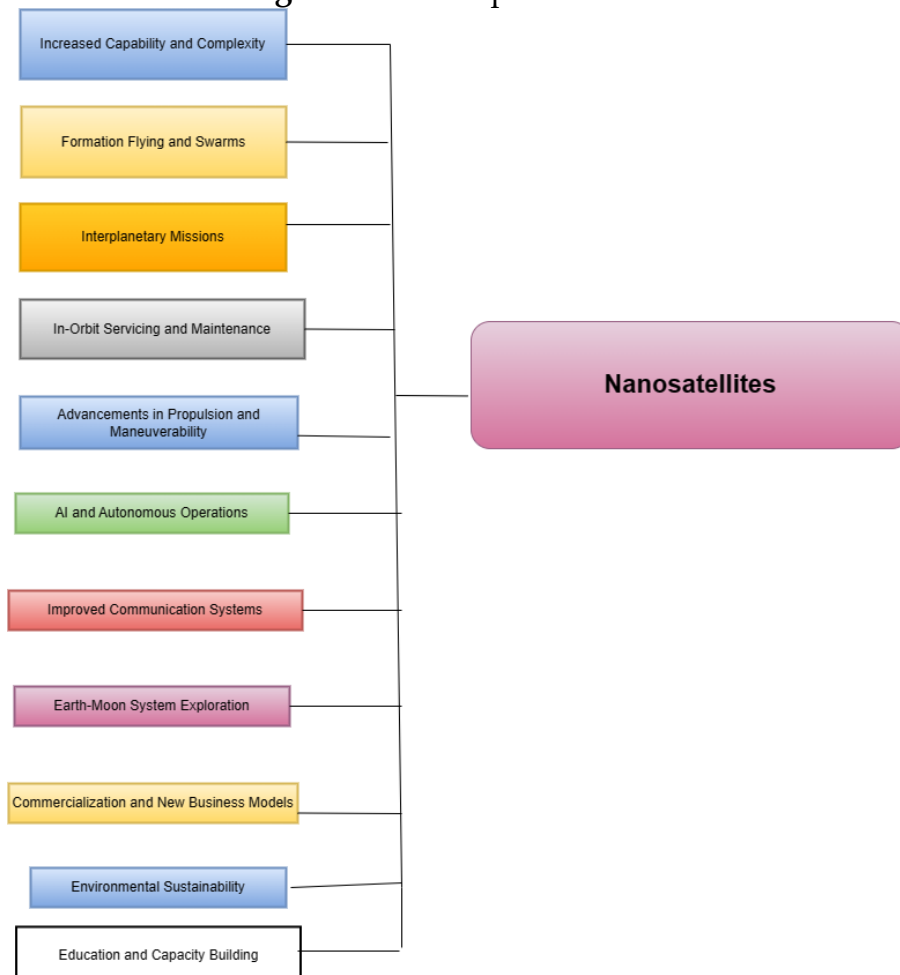 Increased Capability and Complexity
Formation Flying and Swarms
Interplanetary Missions
In-Orbit Servicing and Maintenance
Nanosatellites
Advancements in Propulsion and
Maneuverability
AI and Autonomous Operations
Improved Communication Systems
Earth-Moon System Exploration
Commercialization and New Business Models
Environmental Sustainability
Education and Capacity Building